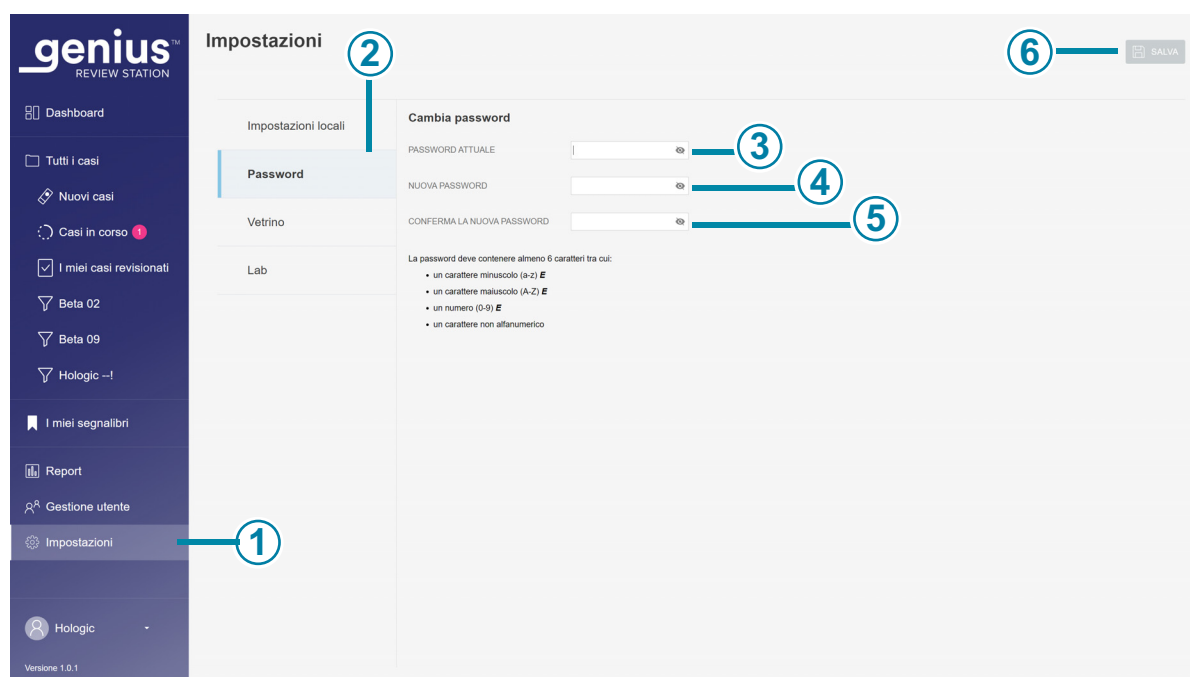 genius™
REVIEW STATION
Dashboard
Tutti i casi
Nuovi casi
Casi in corso 1
I miei casi revisionati
Beta 02
Beta 09
Hologic --!
I miei segnalibri
Report
Gestione utente
Impostazioni
Hologic
Versione 1.0.1
Impostazioni
SALVA
Impostazioni locali
Password
Vetrino
Lab
Cambia password
PASSWORD ATTUALE
NUOVA PASSWORD
CONFERMA LA NUOVA PASSWORD
La password deve contenere almeno 6 caratteri tra cui:
• un carattere minuscolo (a-z) E
• un carattere maiuscolo (A-Z) E
• un numero (0-9) E
• un carattere non alfanumerico
1
2
3
4
5
6